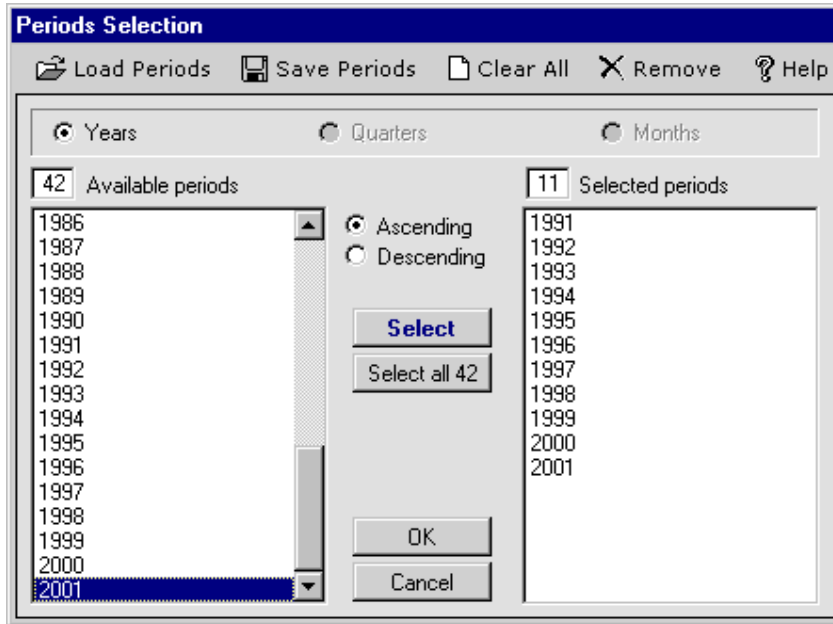 Periods Selection
Load Periods Save Periods Clear All Remove Help
Years Quarters Months
42 Available periods
1986
1987
1988
1989
1990
1991
1992
1993
1994
1995
1996
1997
1998
1999
2000
2001
Ascending
Descending
Select
Select all 42
OK
Cancel
11 Selected periods
1991
1992
1993
1994
1995
1996
1997
1998
1999
2000
2001